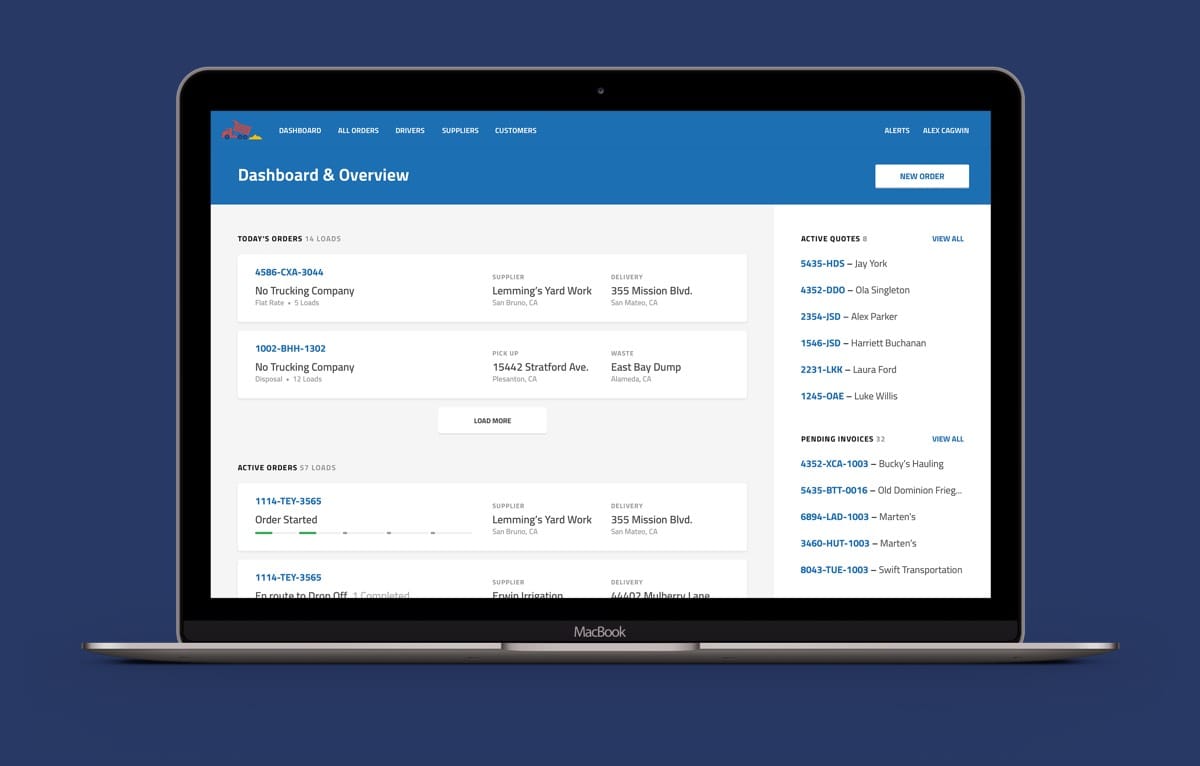 DASHBOARD ALL ORDERS DRIVERS SUPPLIERS CUSTOMERS ALERTS ALEX CAGWIN
Dashboard & Overview NEW ORDER
TODAY'S ORDERS 14 LOADS
4586-CXA-3044
No Trucking Company
Flat Rate • 5 Loads
SUPPLIER
Lemming's Yard Work
San Bruno, CA
DELIVERY
355 Mission Blvd.
San Mateo, CA
1002-BHH-1302
No Trucking Company
Disposal • 12 Loads
PICK UP
15442 Stratford Ave.
Plesanton, CA
WASTE
East Bay Dump
Alameda, CA
LOAD MORE
ACTIVE ORDERS 57 LOADS
1114-TEY-3565
Order Started
SUPPLIER
Lemming's Yard Work
San Bruno, CA
DELIVERY
355 Mission Blvd.
San Mateo, CA
1114-TEY-3565
En route to Drop Off 1 Completed
SUPPLIER
Erwin Irrigation
DELIVERY
44402 Mulberry Lane
ACTIVE QUOTES 8 VIEW ALL
5435-HDS – Jay York
4352-DDO – Ola Singleton
2354-JSD – Alex Parker
1546-JSD – Harriett Buchanan
2231-LKK – Laura Ford
1245-OAE – Luke Willis
PENDING INVOICES 32 VIEW ALL
4352-XCA-1003 – Bucky's Hauling
5435-BTT-0016 – Old Dominion Frieg...
6894-LAD-1003 – Marten's
3460-HUT-1003 – Marten's
8043-TUE-1003 – Swift Transportation
MacBook